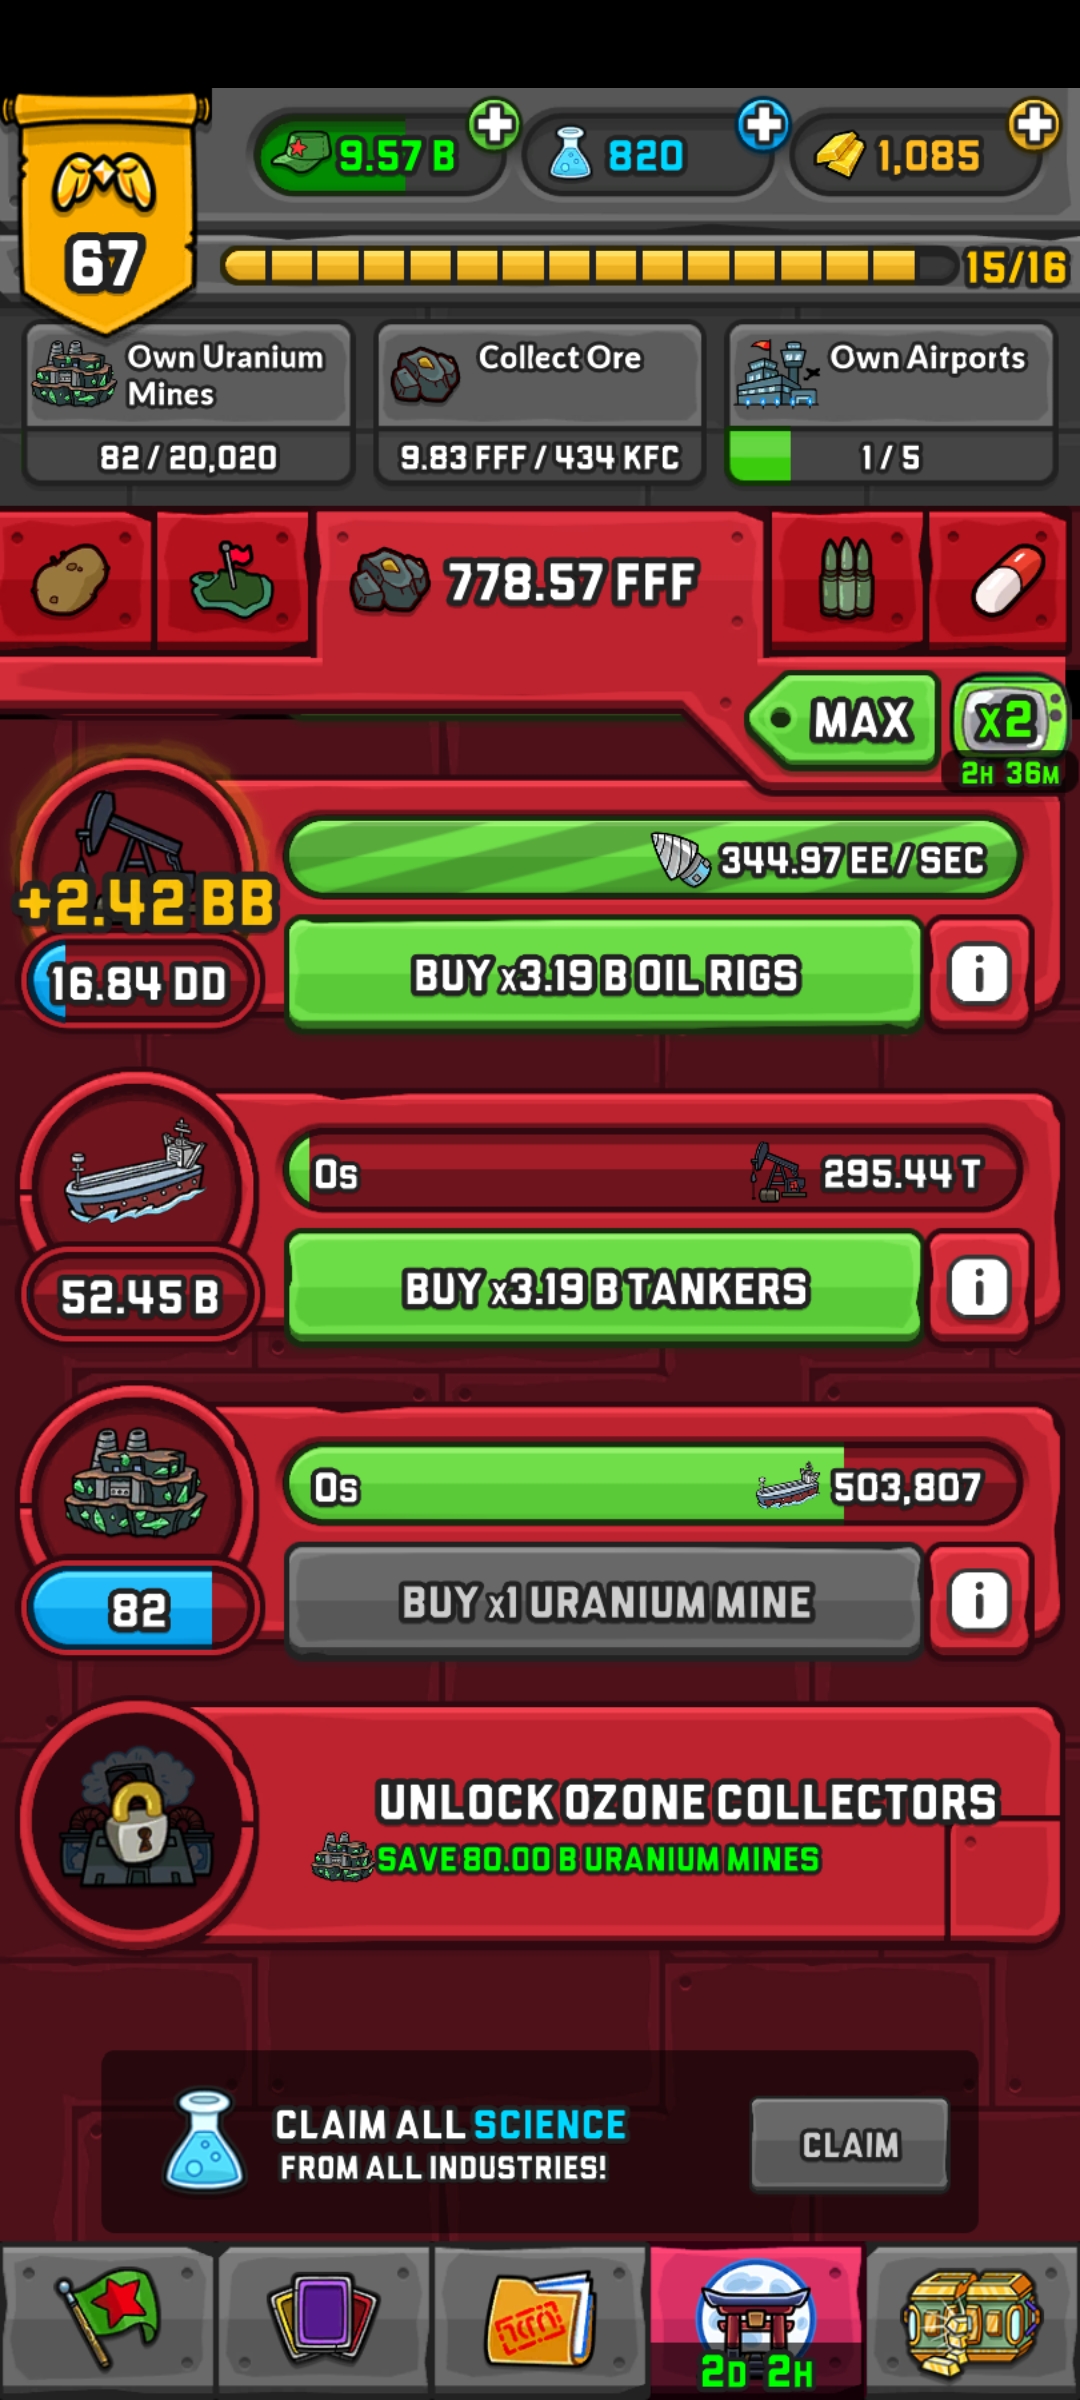 9.57 B
820
1,085
67
15/16
Own Uranium
Mines
82 / 20,020
Collect Ore
9.83 FFF / 434 KFC
Own Airports
1 / 5
778.57 FFF
MAX
x2
2H 36M
344.97 EE / SEC
+2.42 BB
16.84 DD
BUY x3.19 B OIL RIGS
i
0s
295.44 T
52.45 B
BUY x3.19 B TANKERS
i
0s
503,807
82
BUY x1 URANIUM MINE
i
UNLOCK OZONE COLLECTORS
SAVE 80.00 B URANIUM MINES
CLAIM ALL SCIENCE
FROM ALL INDUSTRIES!
CLAIM
2D 2H